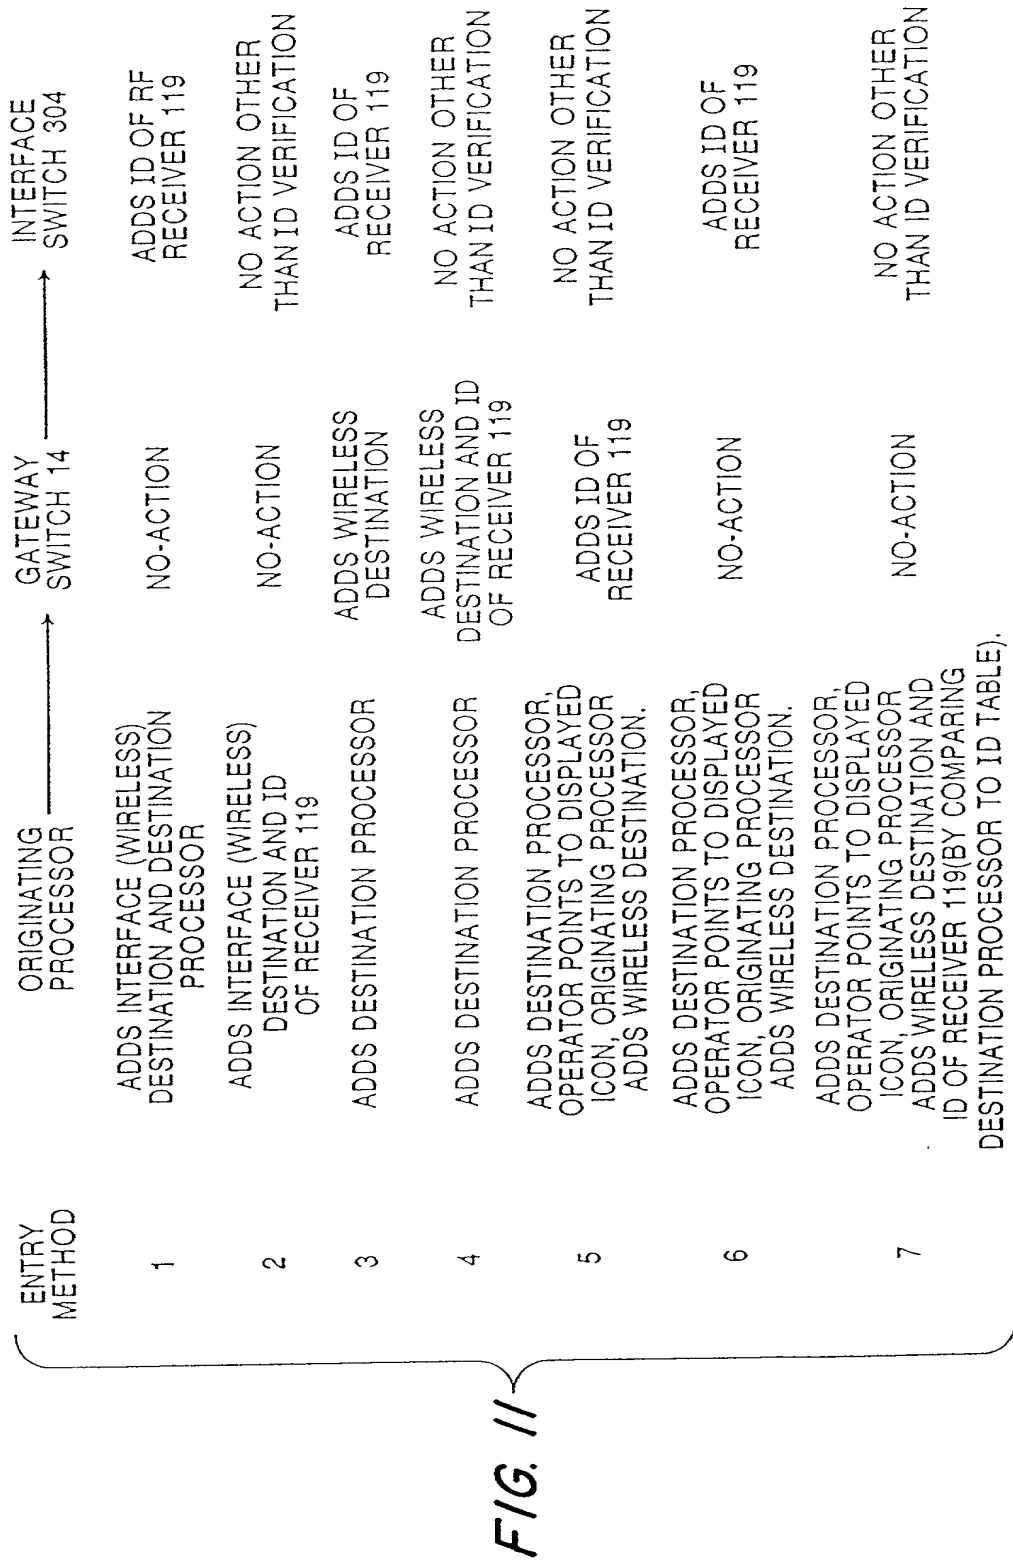 ENTRY
METHOD
ORIGINATING
PROCESSOR
GATEWAY
SWITCH 14
INTERFACE
SWITCH 304
1
ADDS INTERFACE (WIRELESS)
DESTINATION AND DESTINATION
PROCESSOR
NO-ACTION
ADDS ID OF RF
RECEIVER 119
2
ADDS INTERFACE (WIRELESS)
DESTINATION AND ID
OF RECEIVER 119
NO-ACTION
NO ACTION OTHER
THAN ID VERIFICATION
3
ADDS DESTINATION PROCESSOR
ADDS WIRELESS
DESTINATION
ADDS ID OF
RECEIVER 119
4
ADDS DESTINATION PROCESSOR
ADDS WIRELESS
DESTINATION AND ID
OF RECEIVER 119
NO ACTION OTHER
THAN ID VERIFICATION
5
ADDS DESTINATION PROCESSOR,
OPERATOR POINTS TO DISPLAYED
ICON, ORIGINATING PROCESSOR
ADDS WIRELESS DESTINATION.
ADDS ID OF
RECEIVER 119
NO ACTION OTHER
THAN ID VERIFICATION
6
ADDS DESTINATION PROCESSOR,
OPERATOR POINTS TO DISPLAYED
ICON, ORIGINATING PROCESSOR
ADDS WIRELESS DESTINATION.
NO-ACTION
ADDS ID OF
RECEIVER 119
7
ADDS DESTINATION PROCESSOR,
OPERATOR POINTS TO DISPLAYED
ICON, ORIGINATING PROCESSOR
ADDS WIRELESS DESTINATION AND
ID OF RECEIVER 119(BY COMPARING
DESTINATION PROCESSOR TO ID TABLE).
NO-ACTION
NO ACTION OTHER
THAN ID VERIFICATION
FIG. 11